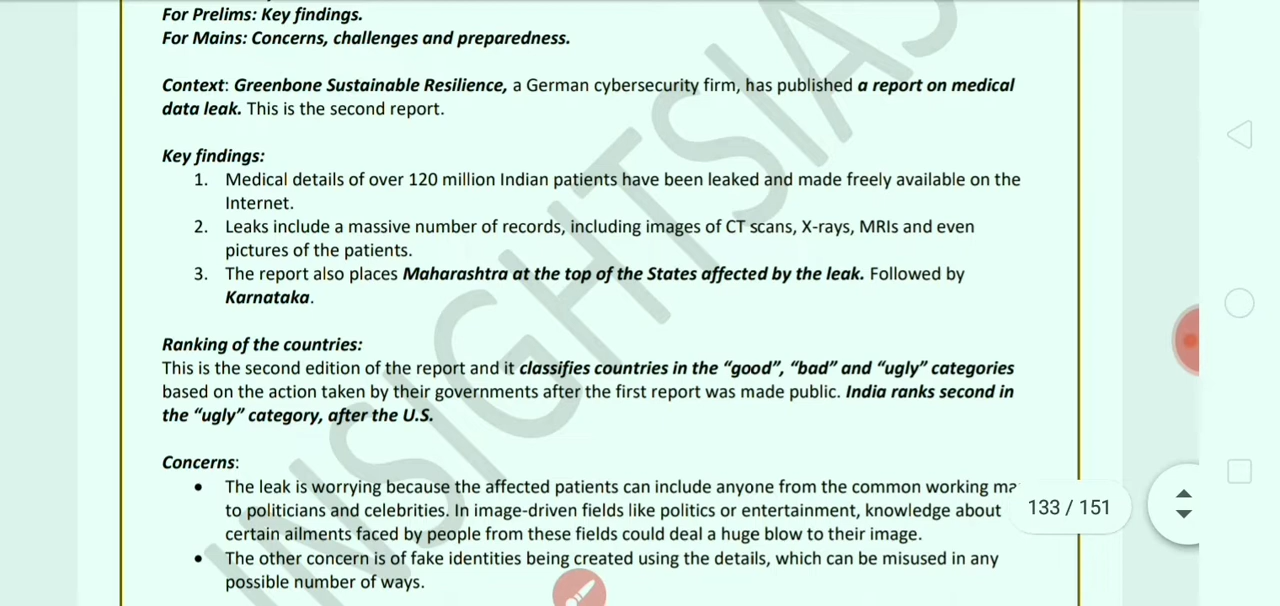 For Prelims: Key findings.
For Mains: Concerns, challenges and preparedness.
Context: Greenbone Sustainable Resilience, a German cybersecurity firm, has published a report on medical
data leak. This is the second report.
Key findings:
1. Medical details of over 120 million Indian patients have been leaked and made freely available on the
Internet.
2. Leaks include a massive number of records, including images of CT scans, X-rays, MRIs and even
pictures of the patients.
3. The report also places Maharashtra at the top of the States affected by the leak. Followed by
Karnataka.
Ranking of the countries:
This is the second edition of the report and it classifies countries in the “good”, “bad” and “ugly” categories
based on the action taken by their governments after the first report was made public. India ranks second in
the “ugly” category, after the U.S.
Concerns:
• The leak is worrying because the affected patients can include anyone from the common working
to politicians and celebrities. In image-driven fields like politics or entertainment, knowledge about
certain ailments faced by people from these fields could deal a huge blow to their image.
• The other concern is of fake identities being created using the details, which can be misused in any
possible number of ways.
133 / 151
INSIGHTSIAS